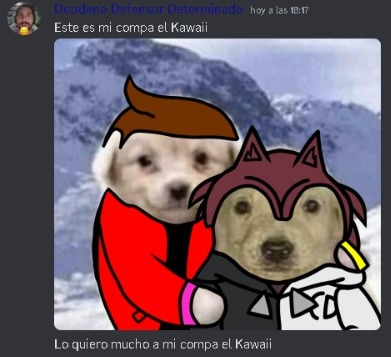 Duodeno Defensor Determinado hoy a las 18:17
Este es mi compa el Kawaii
Lo quiero mucho a mi compa el Kawaii